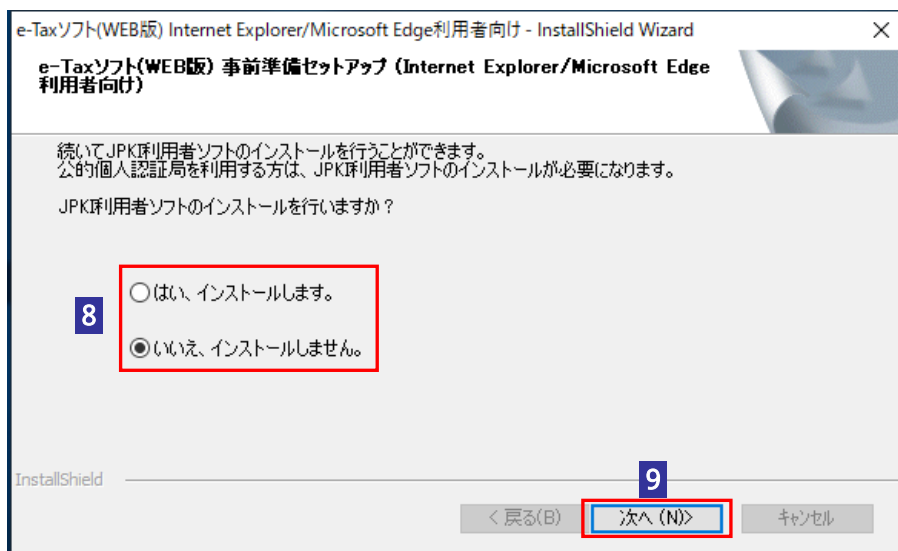 e-Taxソフト(WEB版) Internet Explorer/Microsoft Edge利用者向け - InstallShield Wizard
e-Taxソフト(WEB版) 事前準備セットアップ (Internet Explorer/Microsoft Edge
利用者向け)
続いてJPKI利用者ソフトのインストールを行うことができます。
公的個人認証局を利用する方は、JPKI利用者ソフトのインストールが必要になります。
JPKI利用者ソフトのインストールを行いますか？
はい、インストールします。
8
いいえ、インストールしません。
InstallShield
9
< 戻る(B)
次へ (N)>
キャンセル